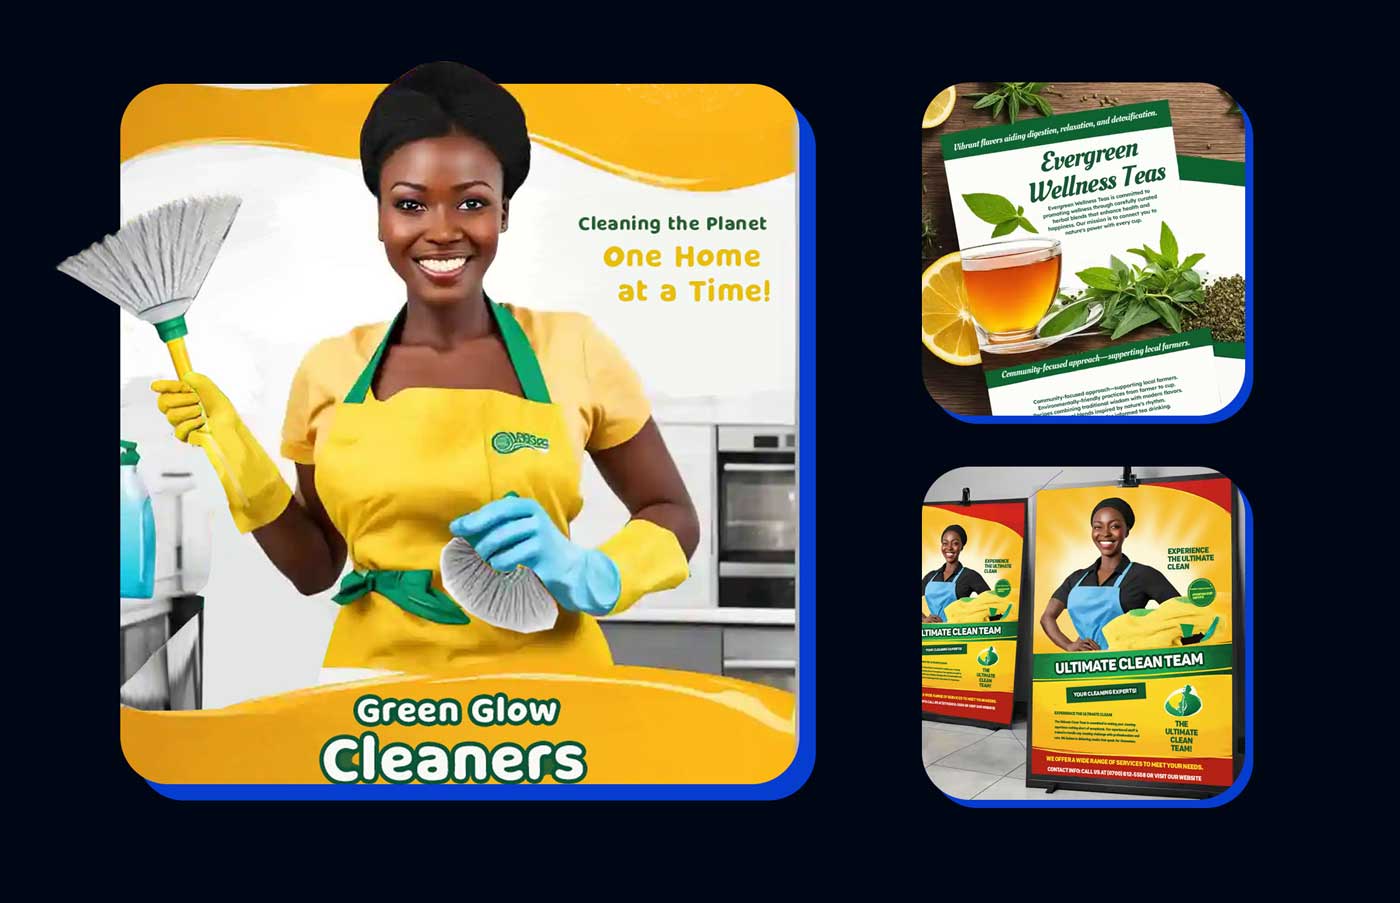 Cleaning the Planet
One Home
at a Time!
Green Glow
Cleaners
Vibrant flavors aiding digestion, relaxation, and detoxification.
Evergreen
Wellness Teas
Evergreen Wellness Teas is committed to
promoting wellness through carefully curated
herbal blends that enhance health and
happiness. Our mission is to connect you to
nature's power with every cup.
Community-focused approach—supporting local farmers.
Community-focused approach—supporting local farmers.
Environmentally-friendly practices from farmer to cup.
combining traditional wisdom with modern flavors.
blends inspired by nature's rhythm.
informed tea drinking.
EXPERIENCE
THE ULTIMATE
CLEAN
LTIMATE CLEAN TEAM
YOUR CLEANING EXPERTS!
THE
ULTIMATE
CLEAN
TEAM!
EXPERIENCE
THE ULTIMATE
CLEAN
ULTIMATE CLEAN TEAM
YOUR CLEANING EXPERTS!
EXPERIENCE THE ULTIMATE CLEAN
THE
ULTIMATE
CLEAN
TEAM!
WE OFFER A WIDE RANGE OF SERVICES TO MEET YOUR NEEDS.
CONTACT INFO: CALL US AT (0700) 612-5558 OR VISIT OUR WEBSITE